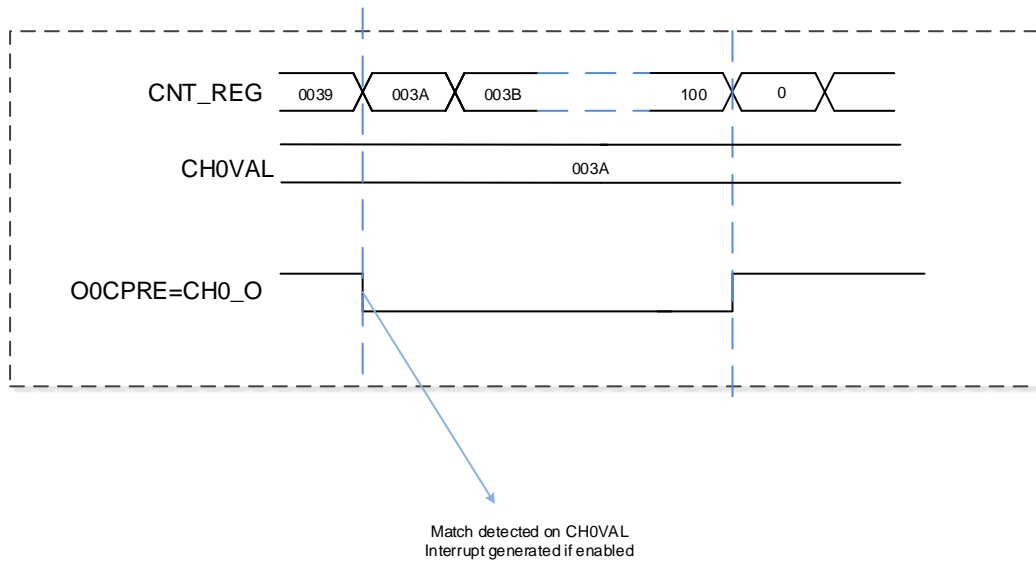 CNT_REG 0039 003A 003B 100 0
CH0VAL 003A
O0CPRE=CH0_O
Match detected on CH0VAL
Interrupt generated if enabled